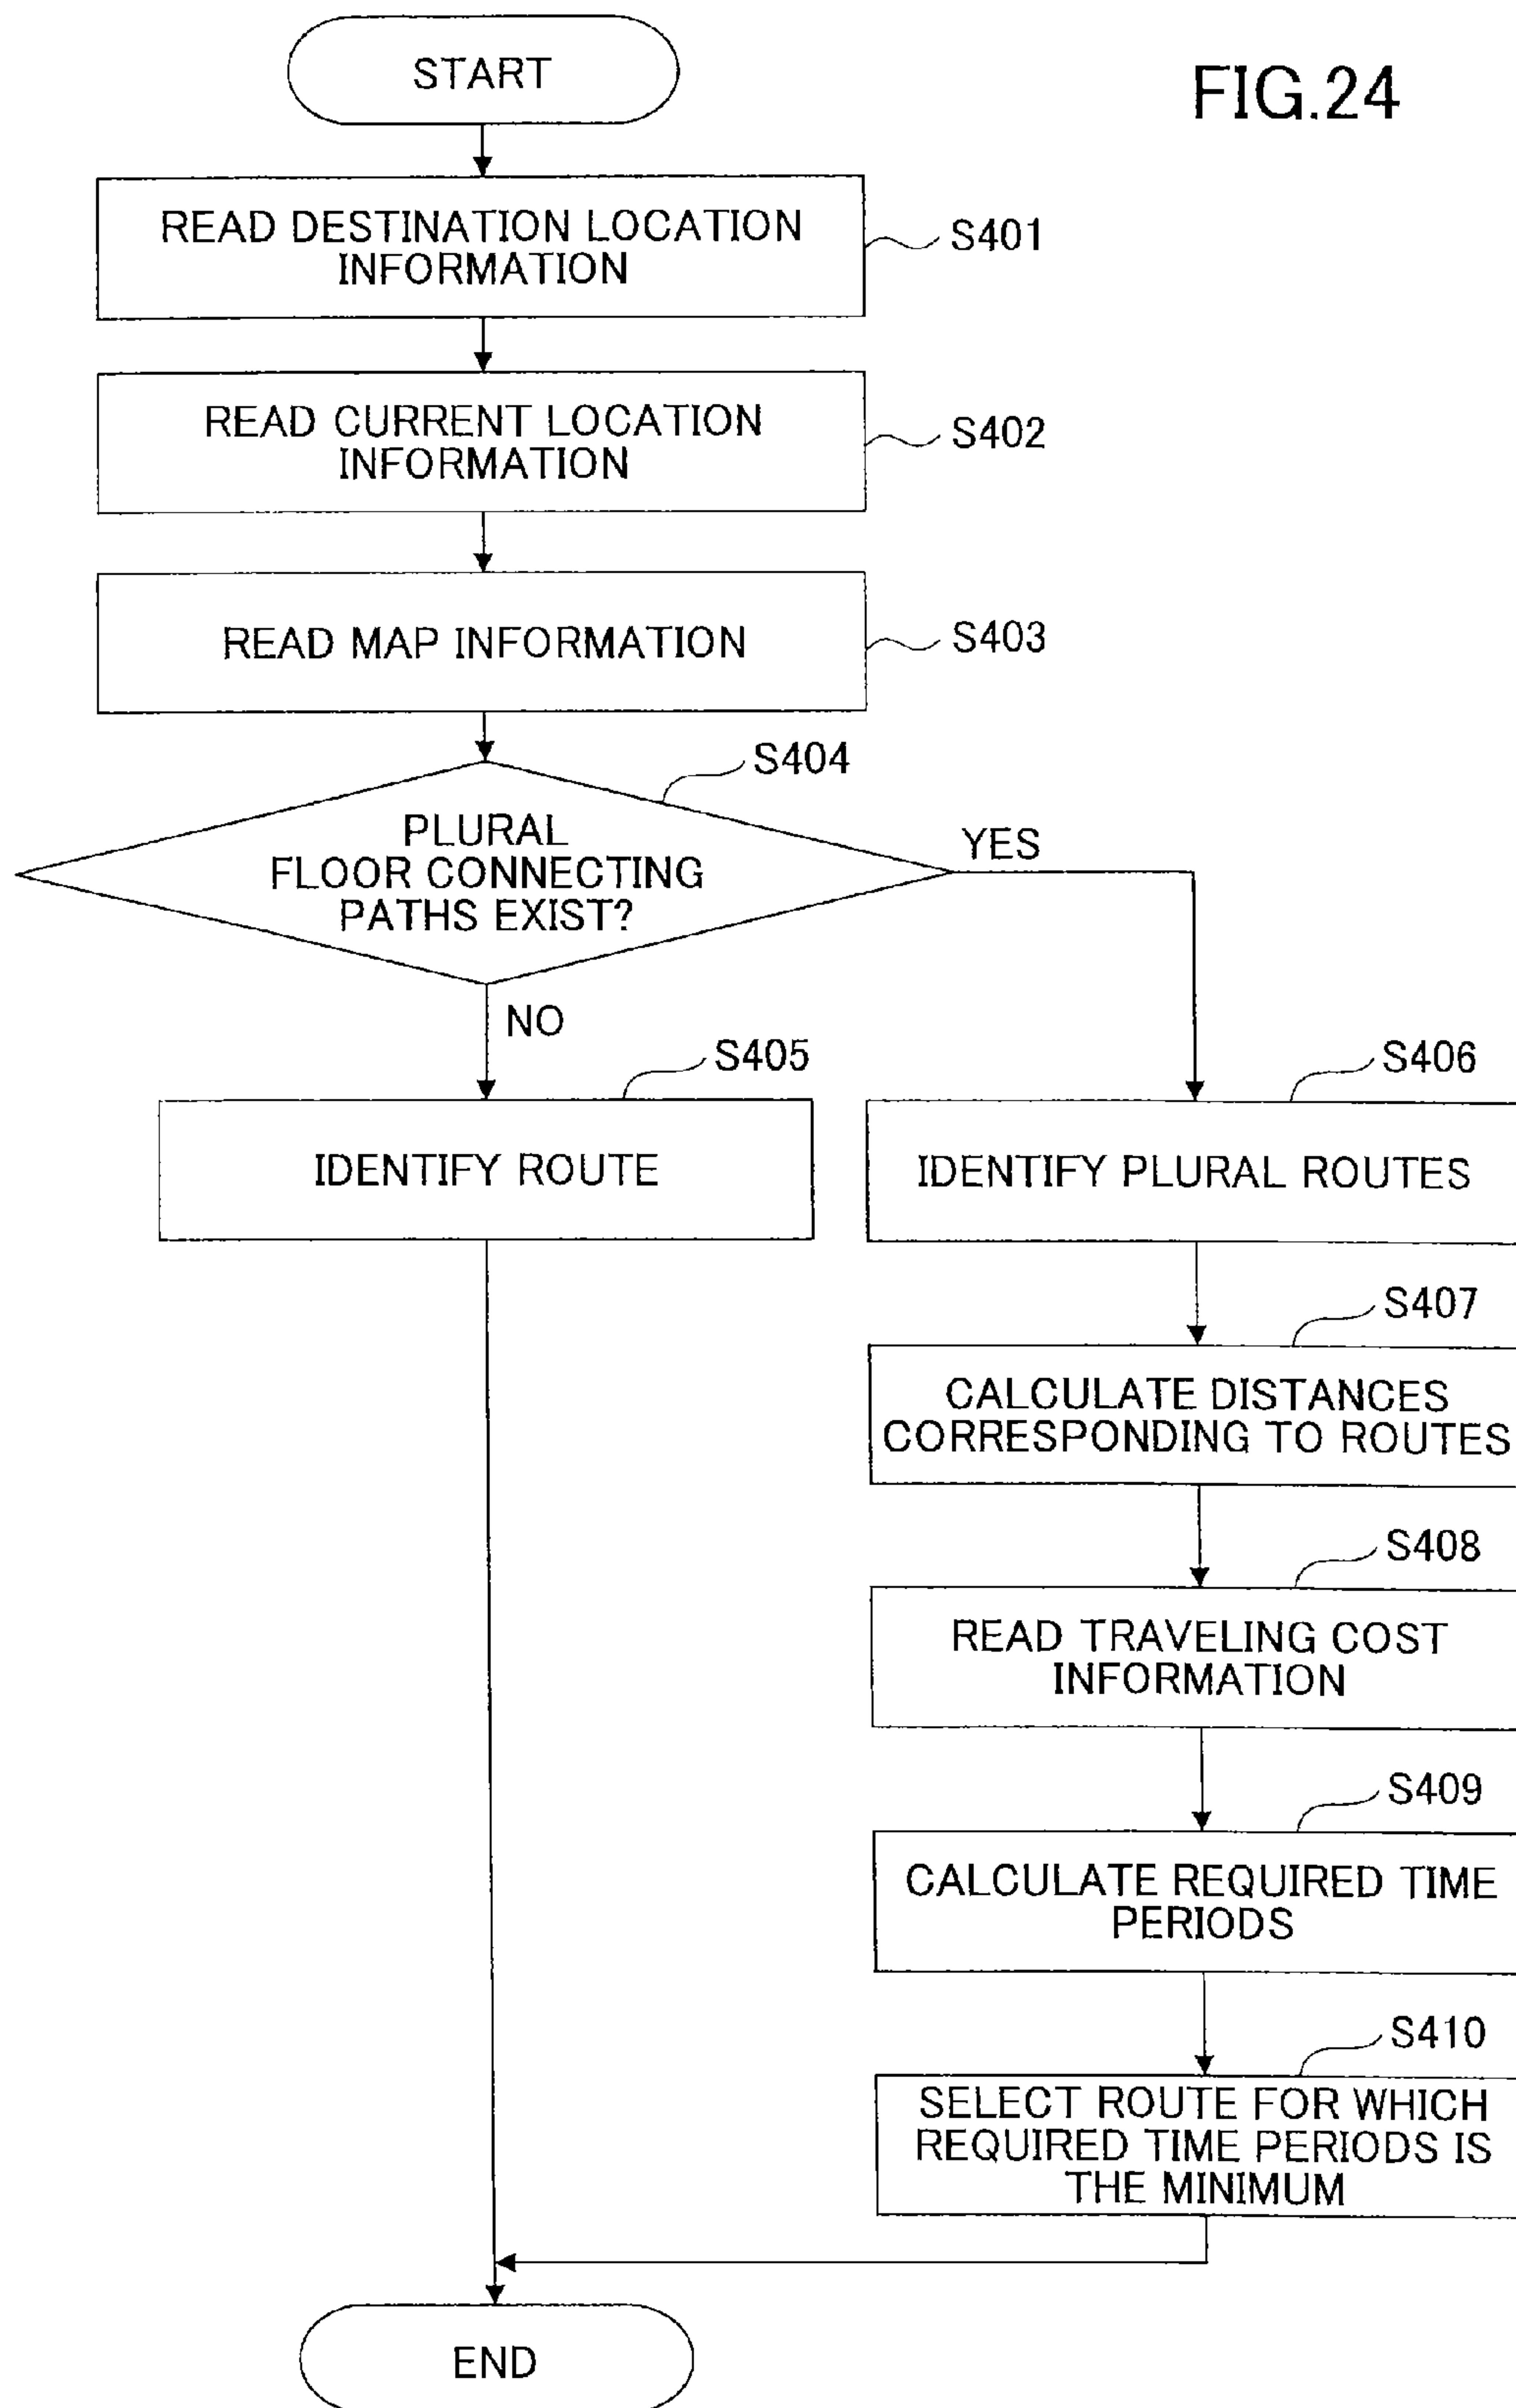 START
FIG.24
READ DESTINATION LOCATION
INFORMATION
S401
READ CURRENT LOCATION
INFORMATION
S402
READ MAP INFORMATION
S403
S404
PLURAL
FLOOR CONNECTING
PATHS EXIST?
YES
NO
S405
IDENTIFY ROUTE
S406
IDENTIFY PLURAL ROUTES
S407
CALCULATE DISTANCES
CORRESPONDING TO ROUTES
S408
READ TRAVELING COST
INFORMATION
S409
CALCULATE REQUIRED TIME
PERIODS
S410
SELECT ROUTE FOR WHICH
REQUIRED TIME PERIODS IS
THE MINIMUM
END